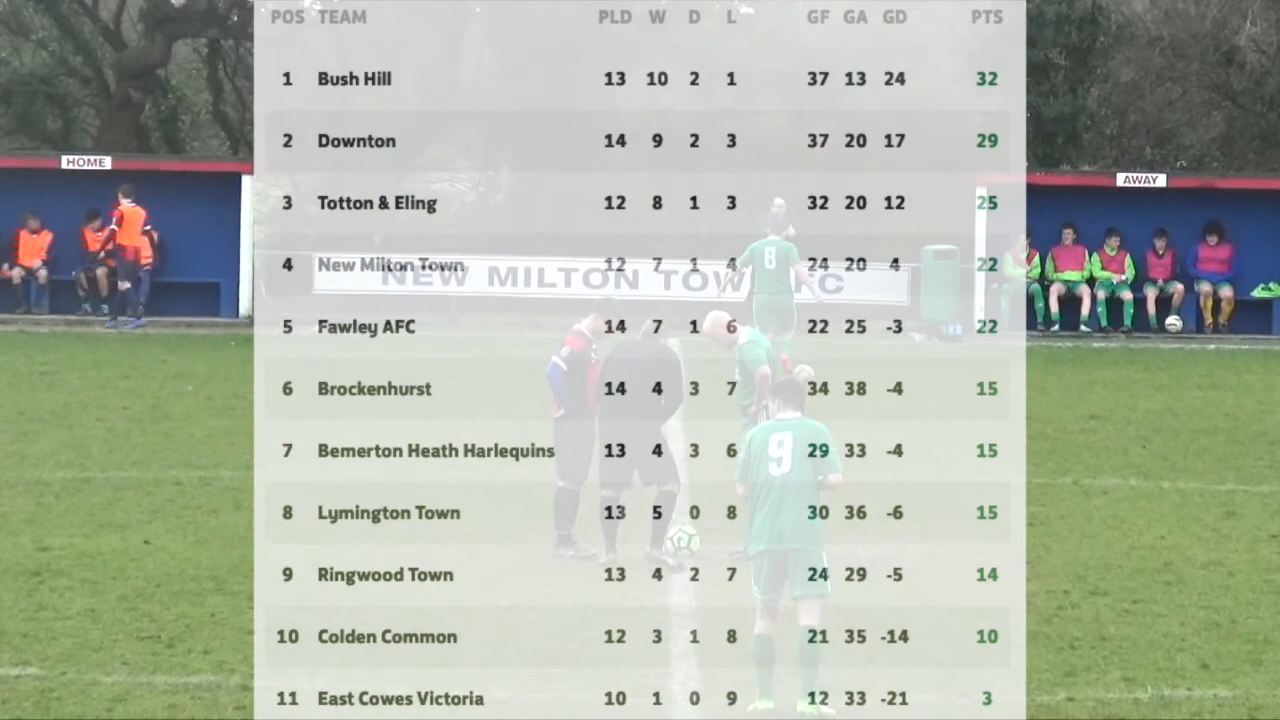 POS TEAM PLD W D L GF GA GD PTS
1 Bush Hill 13 10 2 1 37 13 24 32
2 Downton 14 9 2 3 37 20 17 29
HOME
AWAY
3 Totton & Eling 12 8 1 3 32 20 12 25
8
4 New Milton Town 12 7 1 4 24 20 4 22
NEW MILTON TOWN FC
5 Fawley AFC 14 7 1 6 22 25 -3 22
6 Brockenhurst 14 4 3 7 34 38 -4 15
7 Bemerton Heath Harlequins 13 4 3 6 29 33 -4 15
9
8 Lymington Town 13 5 0 8 30 36 -6 15
9 Ringwood Town 13 4 2 7 24 29 -5 14
10 Colden Common 12 3 1 8 21 35 -14 10
11 East Cowes Victoria 10 1 0 9 12 33 -21 3